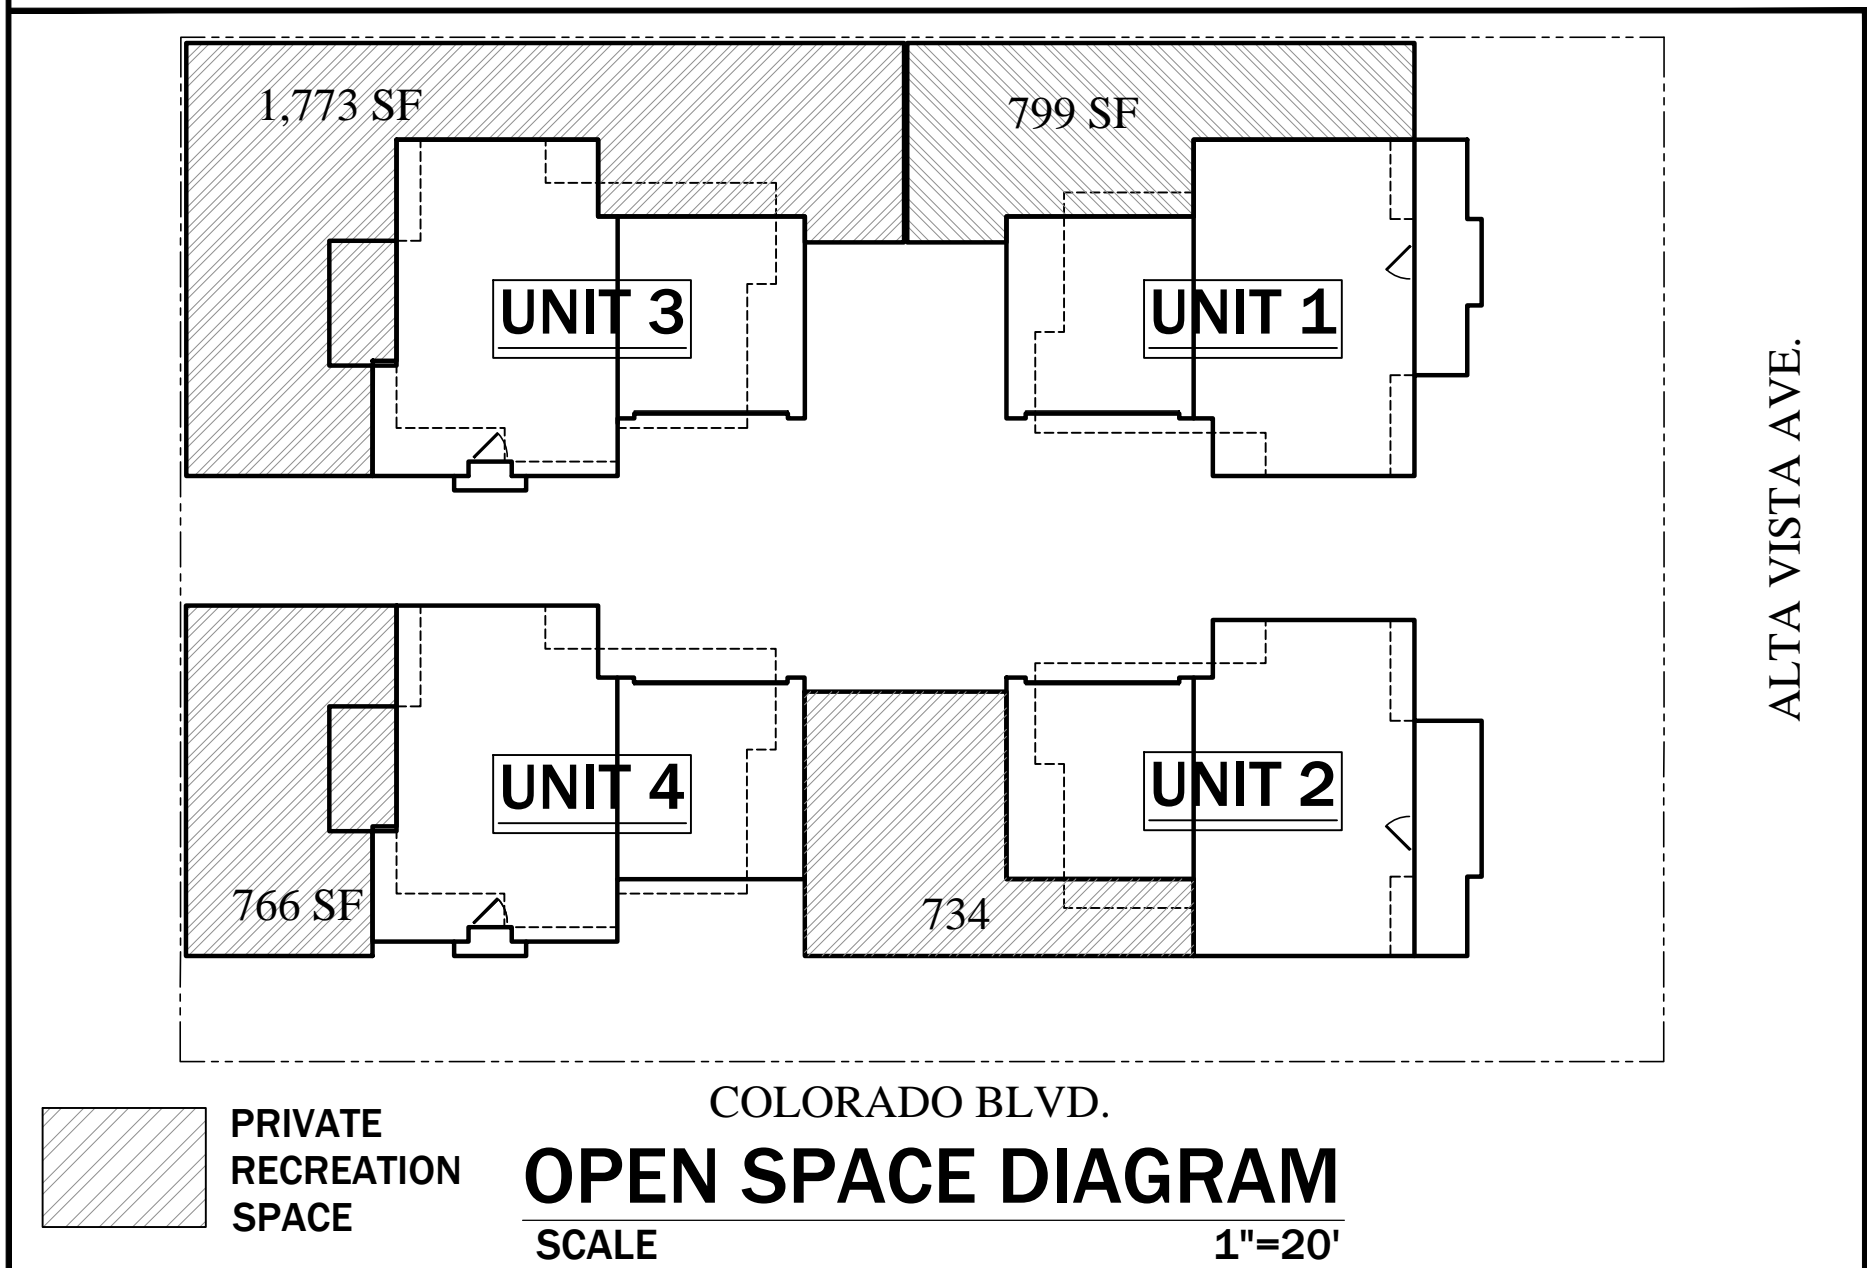 1,773 SF
799 SF
UNIT 3
UNIT 1
ALTA VISTA AVE.
UNIT 4
UNIT 2
766 SF
734
COLORADO BLVD.
PRIVATE
RECREATION
SPACE
OPEN SPACE DIAGRAM
SCALE 1"=20'